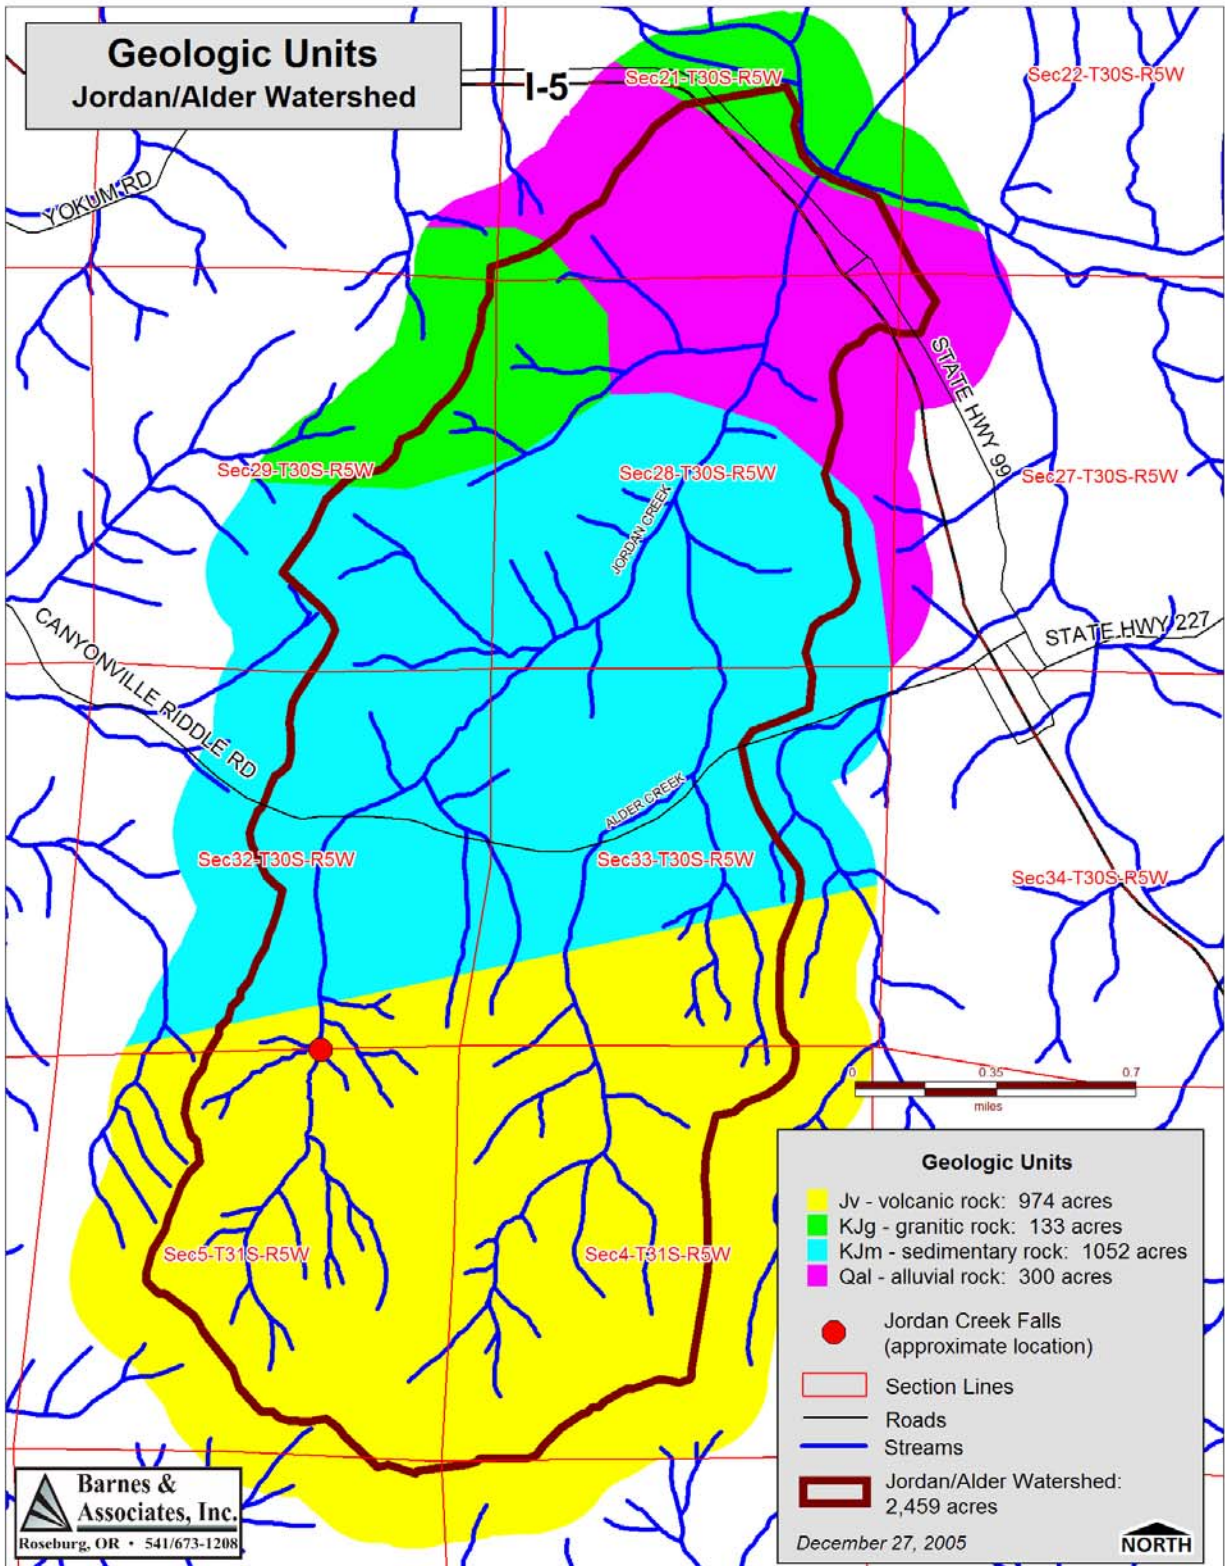 Geologic Units
Jordan/Alder Watershed
I-5
Sec21-T30S-R5W
Sec22-T30S-R5W
YOKUM RD
STATE HWY 99
Sec29-T30S-R5W
Sec28-T30S-R5W
Sec27-T30S-R5W
JORDAN CREEK
CANYONVILLE RIDDLE RD
STATE HWY 227
ALDER CREEK
Sec32-T30S-R5W
Sec33-T30S-R5W
Sec34-T30S-R5W
0 0.35 0.7
miles
Sec5-T31S-R5W
Sec4-T31S-R5W
Geologic Units
Jv - volcanic rock: 974 acres
KJg - granitic rock: 133 acres
KJm - sedimentary rock: 1052 acres
Qal - alluvial rock: 300 acres
Jordan Creek Falls
(approximate location)
Section Lines
Roads
Streams
Jordan/Alder Watershed:
2,459 acres
December 27, 2005
NORTH
Barnes &
Associates, Inc.
Roseburg, OR • 541/673-1208